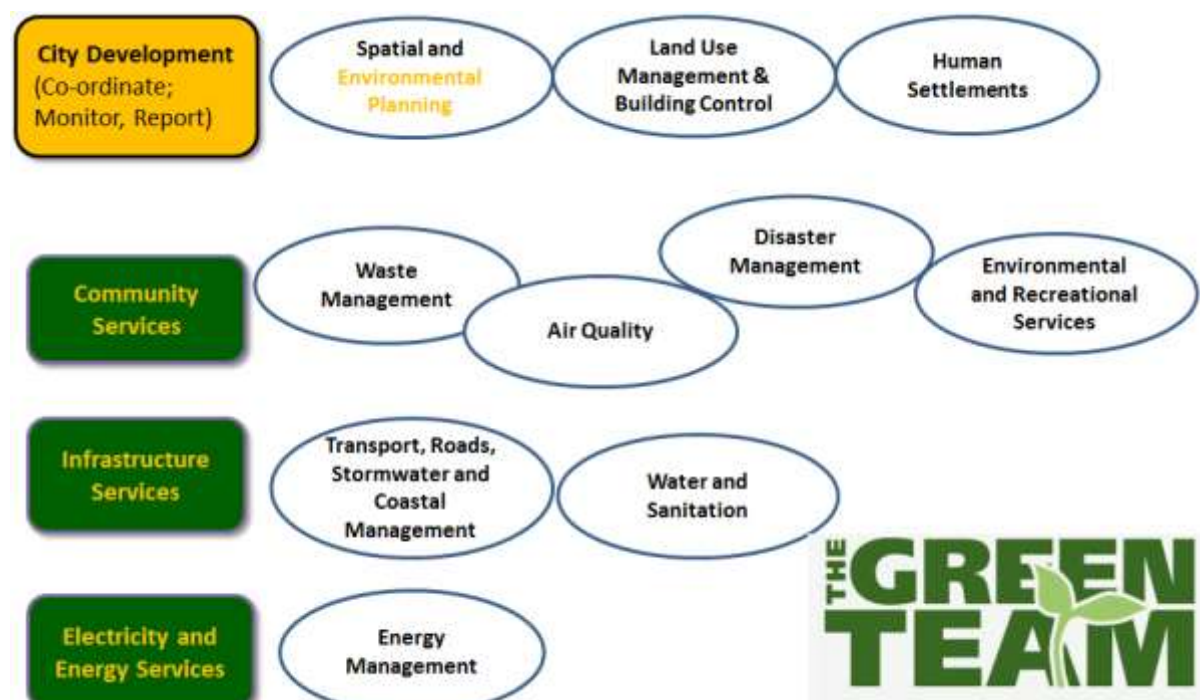 City Development
(Co-ordinate;
Monitor, Report)
Spatial and
Environmental
Planning
Land Use
Management &
Building Control
Human
Settlements
Community
Services
Waste
Management
Air Quality
Disaster
Management
Environmental
and Recreational
Services
Infrastructure
Services
Transport, Roads,
Stormwater and
Coastal
Management
Water and
Sanitation
Electricity and
Energy Services
Energy
Management
THE
GREEN
TEAM